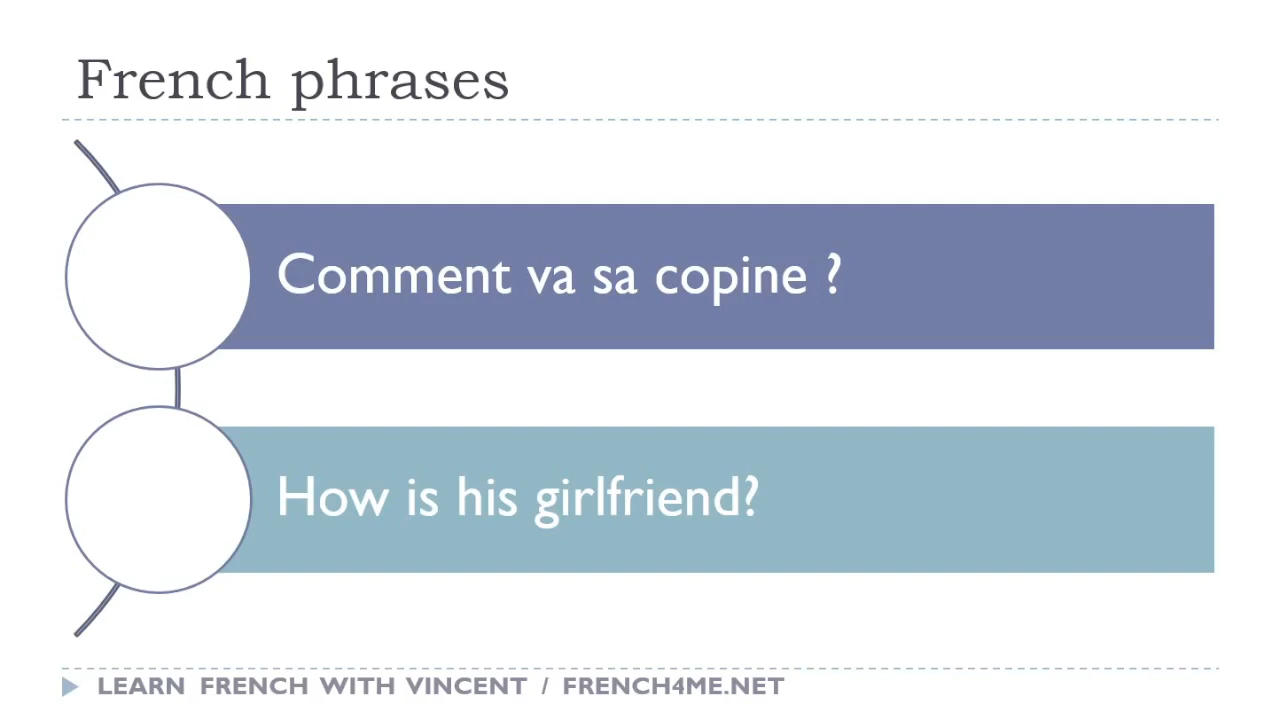 French phrases
Comment va sa copine ?
How is his girlfriend?
LEARN FRENCH WITH VINCENT / FRENCH4ME.NET